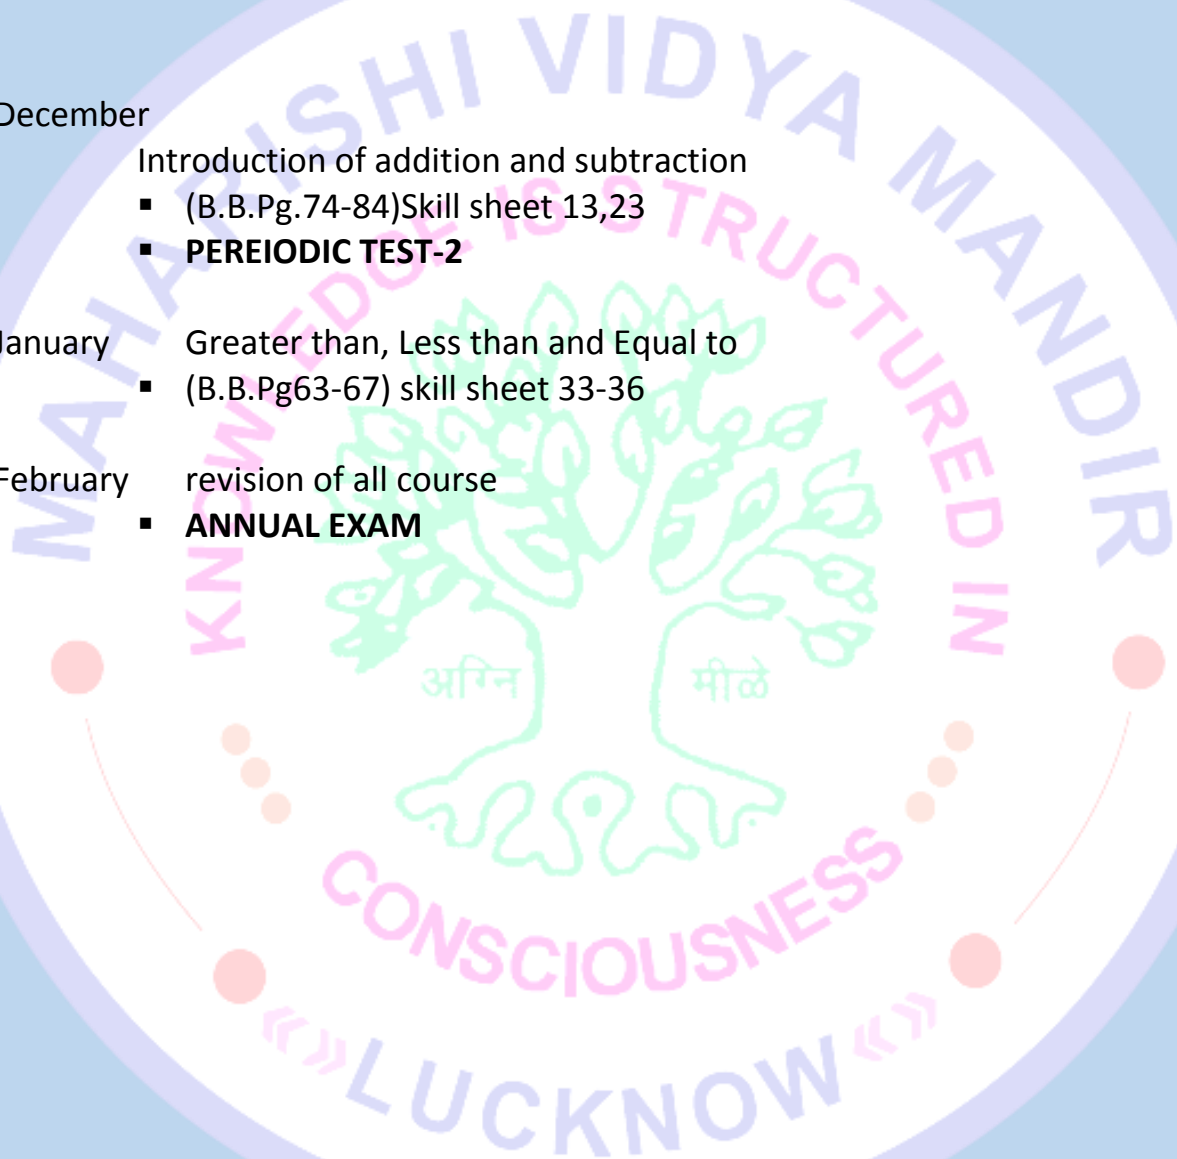 December
Introduction of addition and subtraction
▪ (B.B.Pg.74-84)Skill sheet 13,23
▪ PEREIODIC TEST-2
January Greater than, Less than and Equal to
▪ (B.B.Pg63-67) skill sheet 33-36
February revision of all course
▪ ANNUAL EXAM
MAHARISHI VIDYA MANDIR
KNOWLEDGE IS STRUCTURED IN
अग्नि मीळे
CONSCIOUSNESS
«»LUCKNOW«»